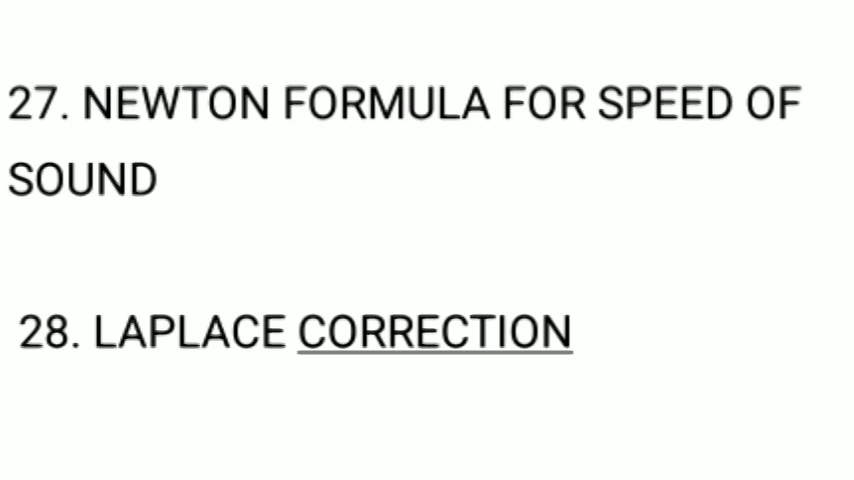 27. NEWTON FORMULA FOR SPEED OF
SOUND
28. LAPLACE CORRECTION